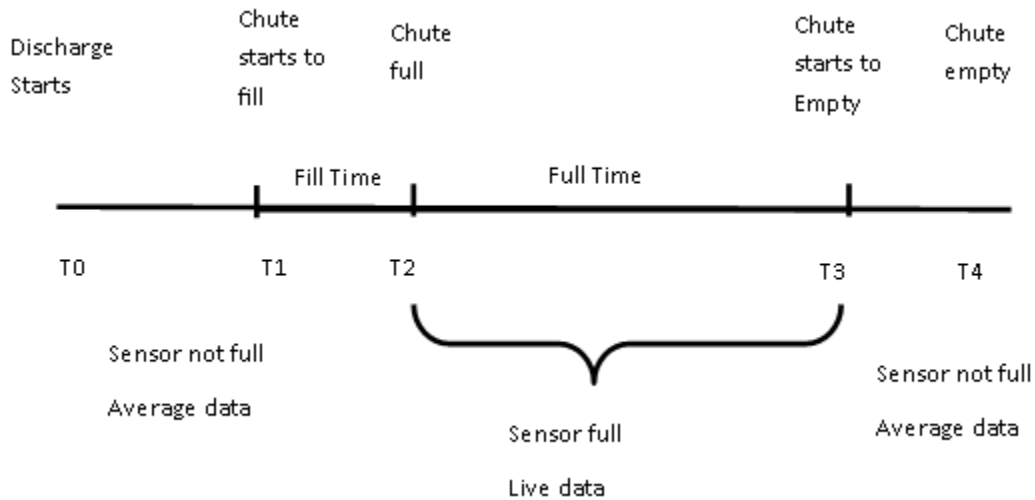 Discharge
Starts
Chute
starts to
fill
Chute
full
Chute
starts to
Empty
Chute
empty
Fill Time
Full Time
T0
T1
T2
T3
T4
Sensor not full
Average data
Sensor full
Live data
Sensor not full
Average data